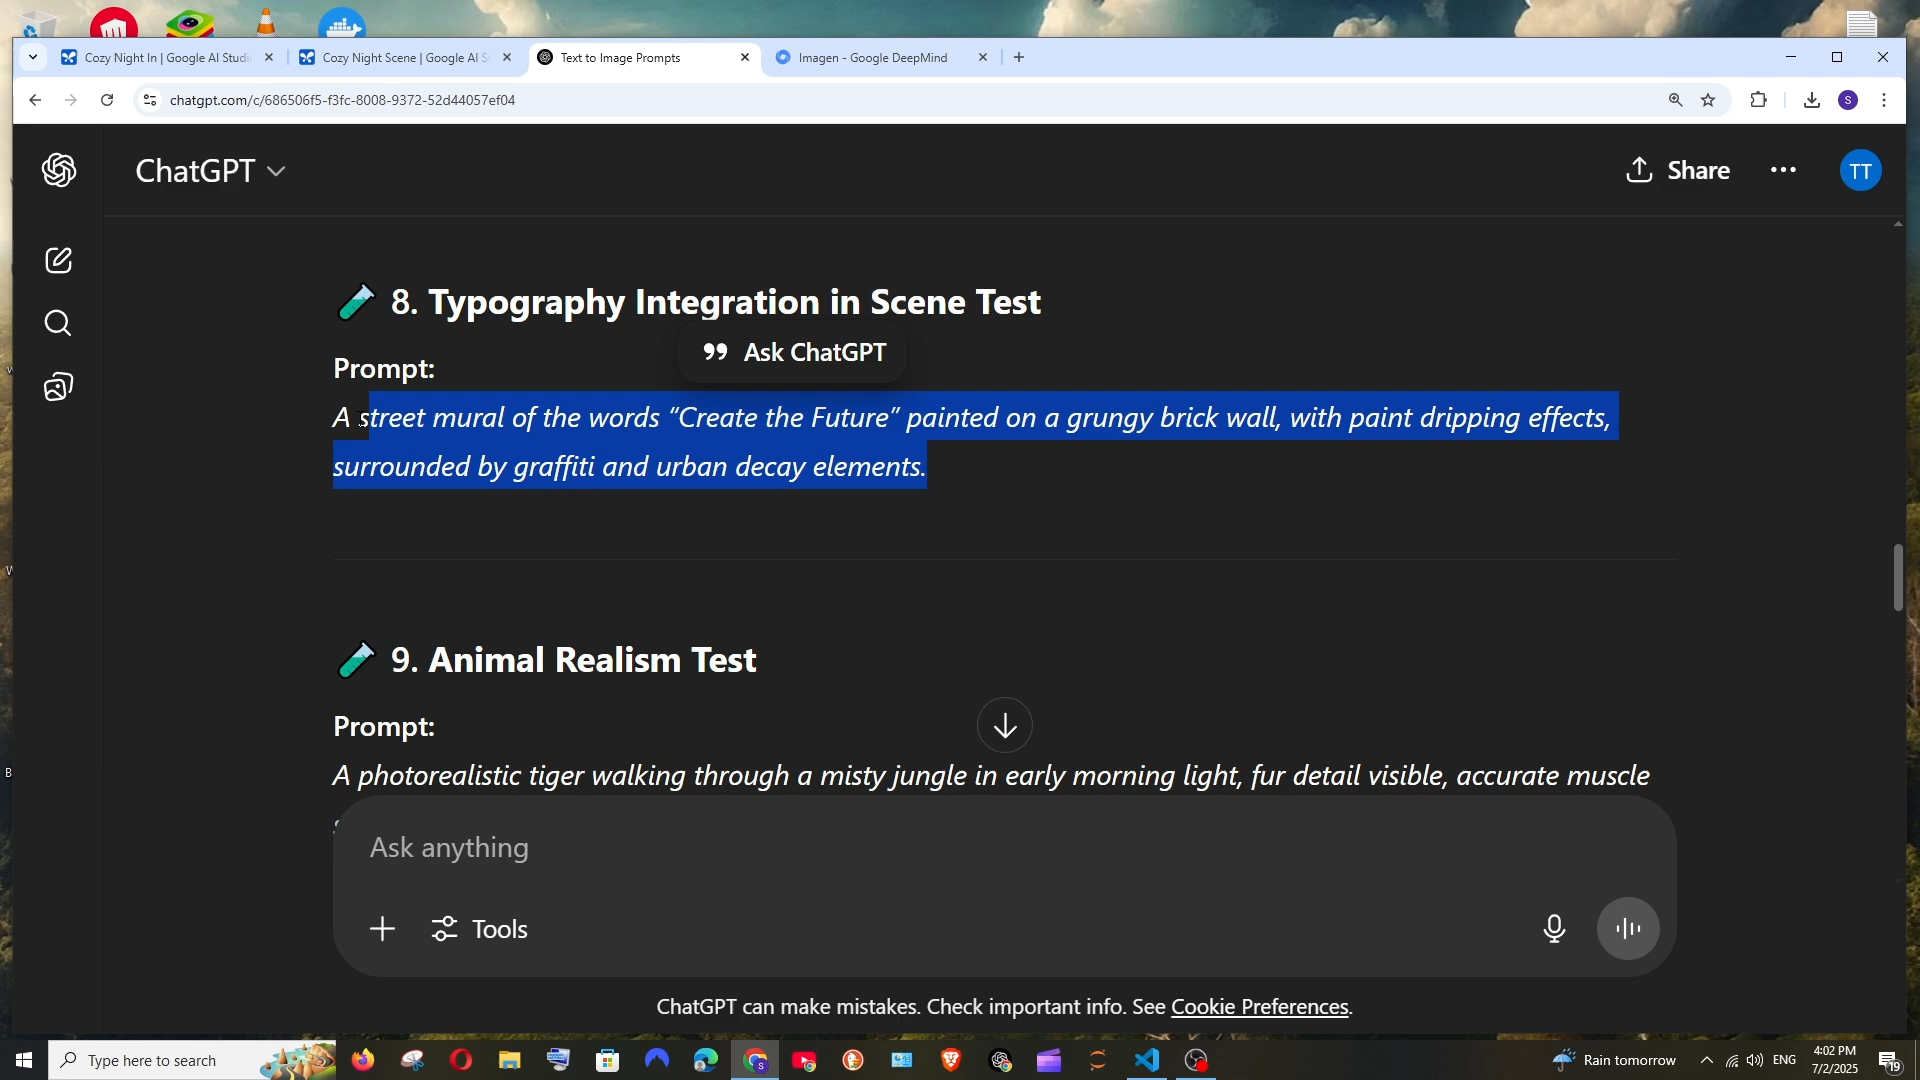 Cozy Night In | Google AI Studi
Cozy Night Scene | Google AI S
Text to Image Prompts
Imagen - Google DeepMind
chatgpt.com/c/686506f5-f3fc-8008-9372-52d44057ef04
S
ChatGPT
Share
TT
8. Typography Integration in Scene Test
Ask ChatGPT
Prompt:
A street mural of the words “Create the Future” painted on a grungy brick wall, with paint dripping effects,
surrounded by graffiti and urban decay elements.
9. Animal Realism Test
Prompt:
A photorealistic tiger walking through a misty jungle in early morning light, fur detail visible, accurate muscle
Ask anything
Tools
ChatGPT can make mistakes. Check important info. See Cookie Preferences.
Type here to search
Rain tomorrow
ENG
4:02 PM
7/2/2025
19